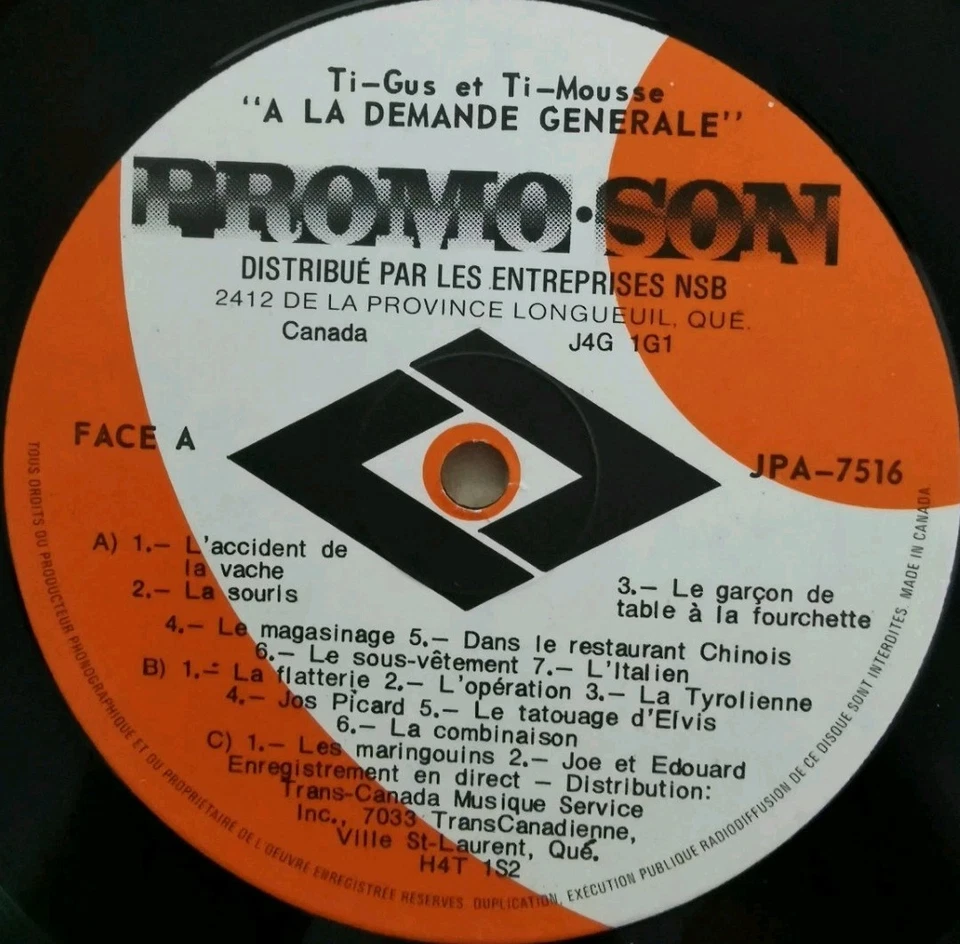 Ti-Gus et Ti-Mousse
"A LA DEMANDE GENERALE"
PROMO·SON
DISTRIBUÉ PAR LES ENTREPRISES NSB
2412 DE LA PROVINCE LONGUEUIL, QUÉ.
Canada J4G 1G1
FACE A
JPA-7516
A) 1.- L'accident de
la vache
2.- La souris
3.- Le garçon de
table à la fourchette
4.- Le magasinage 5.- Dans le restaurant Chinois
6.- Le sous-vêtement 7.- L'Italien
B) 1.- La flatterie 2.- L'opération 3.- La Tyrolienne
4.- Jos Picard 5.- Le tatouage d'Elvis
6.- La combinaison
C) 1.- Les maringouins 2.- Joe et Edouard
Enregistrement en direct - Distribution:
Trans-Canada Musique Service
Inc., 7033 TransCanadienne,
Ville St-Laurent, Qué.
H4T 1S2
TOUS DROITS DU PRODUCTEUR PHONOGRAPHIQUE ET DU PROPRIETAIRE DE L'OEUVRE ENREGISTRÉE RESERVES. DUPLICATION, EXÉCUTION PUBLIQUE RADIODIFFUSION DE CE DISQUE SONT INTERDITES. MADE IN CANADA